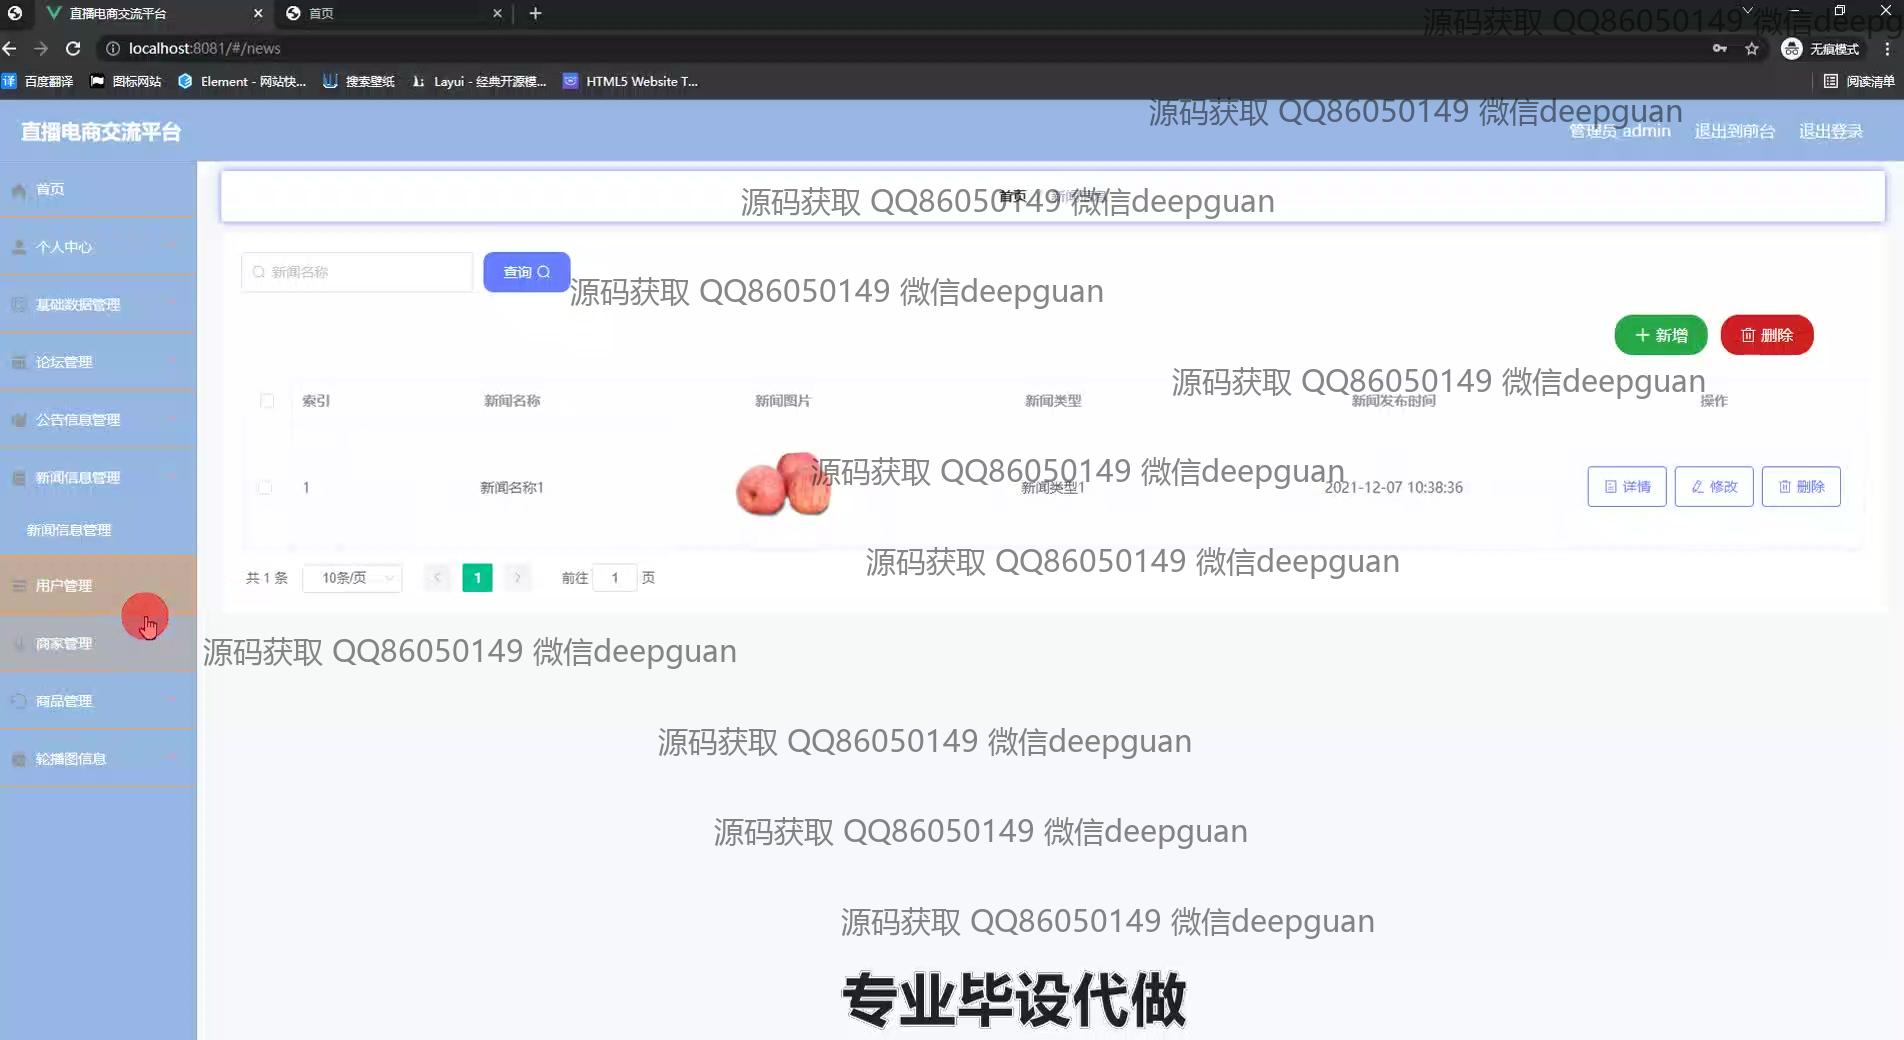 直播电商交流平台
首页
源码获取 QQ86050149 微信deepg
localhost:8081/#/news
无痕模式
百度翻译
图标网站
Element - 网站快...
搜索壁纸
Layui - 经典开源模...
HTML5 Website T...
阅读清单
直播电商交流平台
源码获取 QQ86050149 微信deepguan
管理员 admin
退出到前台
退出登录
首页
个人中心
基础数据管理
论坛管理
公告信息管理
新闻信息管理
新闻信息管理
用户管理
商家管理
商品管理
轮播图信息
首页
源码获取 QQ86050149 微信deepguan
新闻名称
查询
源码获取 QQ86050149 微信deepguan
新增
删除
源码获取 QQ86050149 微信deepguan
索引 新闻名称 新闻图片 新闻类型 新闻发布时间 操作
源码获取 QQ86050149 微信deepguan
1 新闻名称1 新闻类型1 2021-12-07 10:38:36 详情 修改 删除
源码获取 QQ86050149 微信deepguan
共 1 条 10条/页 1 前往 1 页
源码获取 QQ86050149 微信deepguan
源码获取 QQ86050149 微信deepguan
源码获取 QQ86050149 微信deepguan
源码获取 QQ86050149 微信deepguan
专业毕设代做